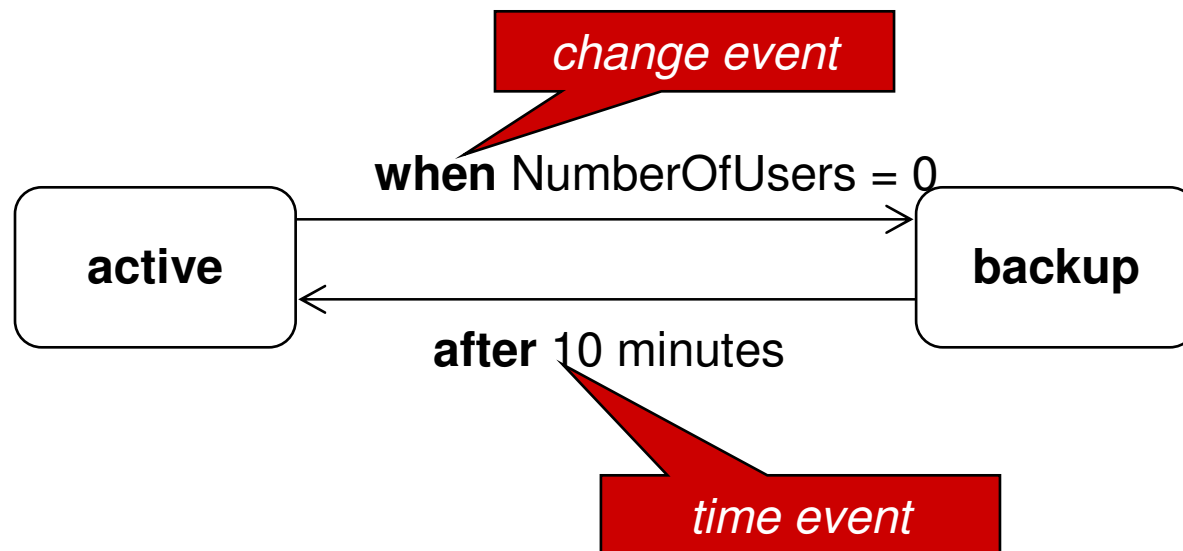 change event
when NumberOfUsers = 0
active
backup
after 10 minutes
time event